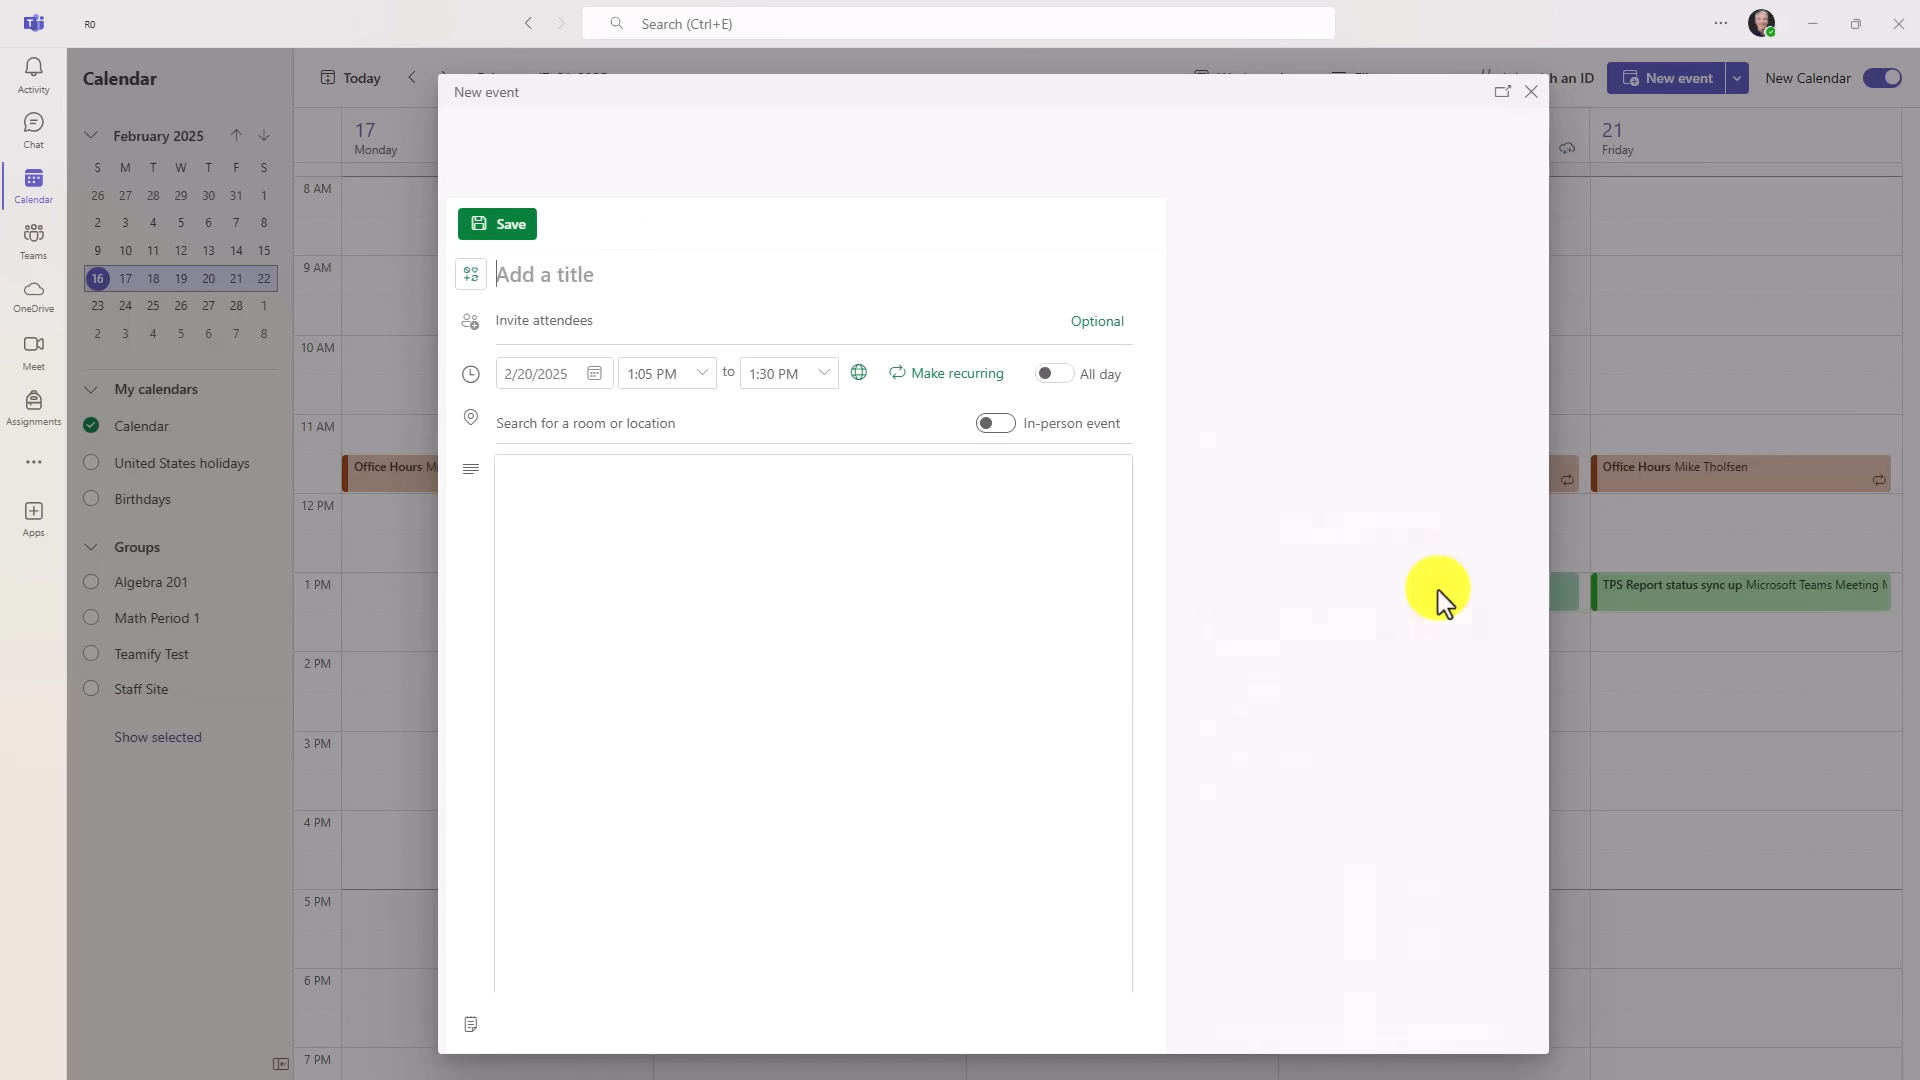 R0
Search (Ctrl+E)
Activity
Chat
Calendar
Teams
OneDrive
Meet
Assignments
Apps
Calendar
February 2025
S M T W T F S
26 27 28 29 30 31 1
2 3 4 5 6 7 8
9 10 11 12 13 14 15
16 17 18 19 20 21 22
23 24 25 26 27 28 1
2 3 4 5 6 7 8
My calendars
Calendar
United States holidays
Birthdays
Groups
Algebra 201
Math Period 1
Teamify Test
Staff Site
Show selected
Today
h an ID
New event
New Calendar
17
Monday
21
Friday
8 AM
9 AM
10 AM
11 AM
12 PM
1 PM
2 PM
3 PM
4 PM
5 PM
6 PM
7 PM
Office Hours M
Office Hours Mike Tholfsen
TPS Report status sync up Microsoft Teams Meeting
New event
Save
Add a title
Invite attendees
Optional
2/20/2025 1:05 PM to 1:30 PM Make recurring All day
Search for a room or location
In-person event